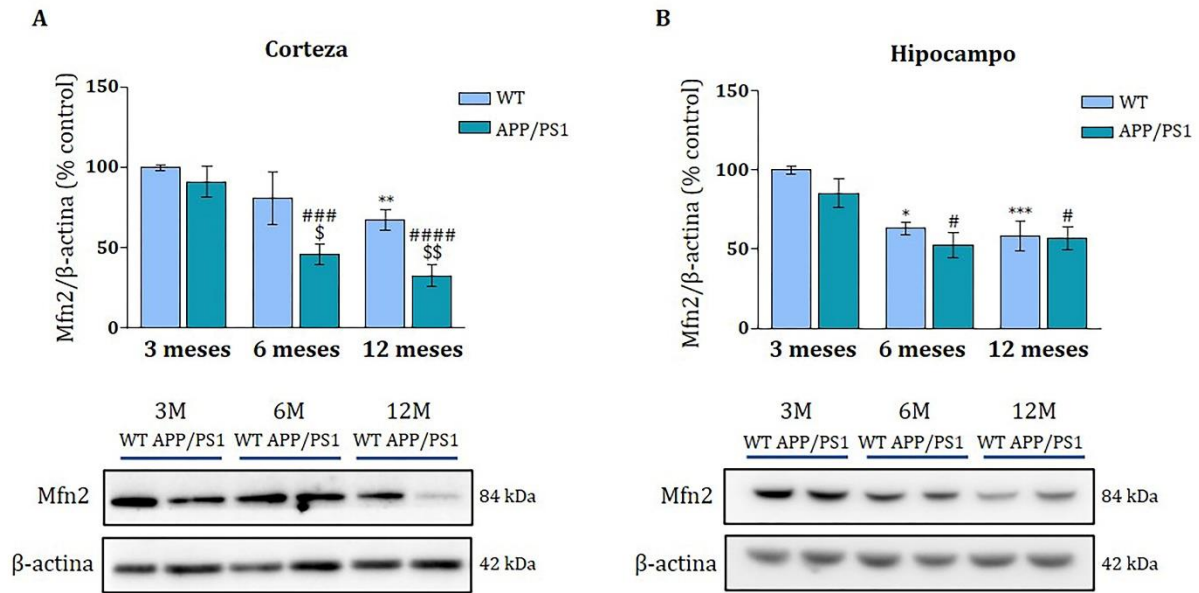 A
Corteza
Mfn2/β-actina (% control)
150
100
50
0
WT
APP/PS1
###
$
**
####
$$
3 meses 6 meses 12 meses
3M 6M 12M
WT APP/PS1 WT APP/PS1 WT APP/PS1
Mfn2 84 kDa
β-actina 42 kDa
B
Hipocampo
Mfn2/β-actina (% control)
150
100
50
0
WT
APP/PS1
* # *** #
3 meses 6 meses 12 meses
3M 6M 12M
WT APP/PS1 WT APP/PS1 WT APP/PS1
Mfn2 84 kDa
β-actina 42 kDa